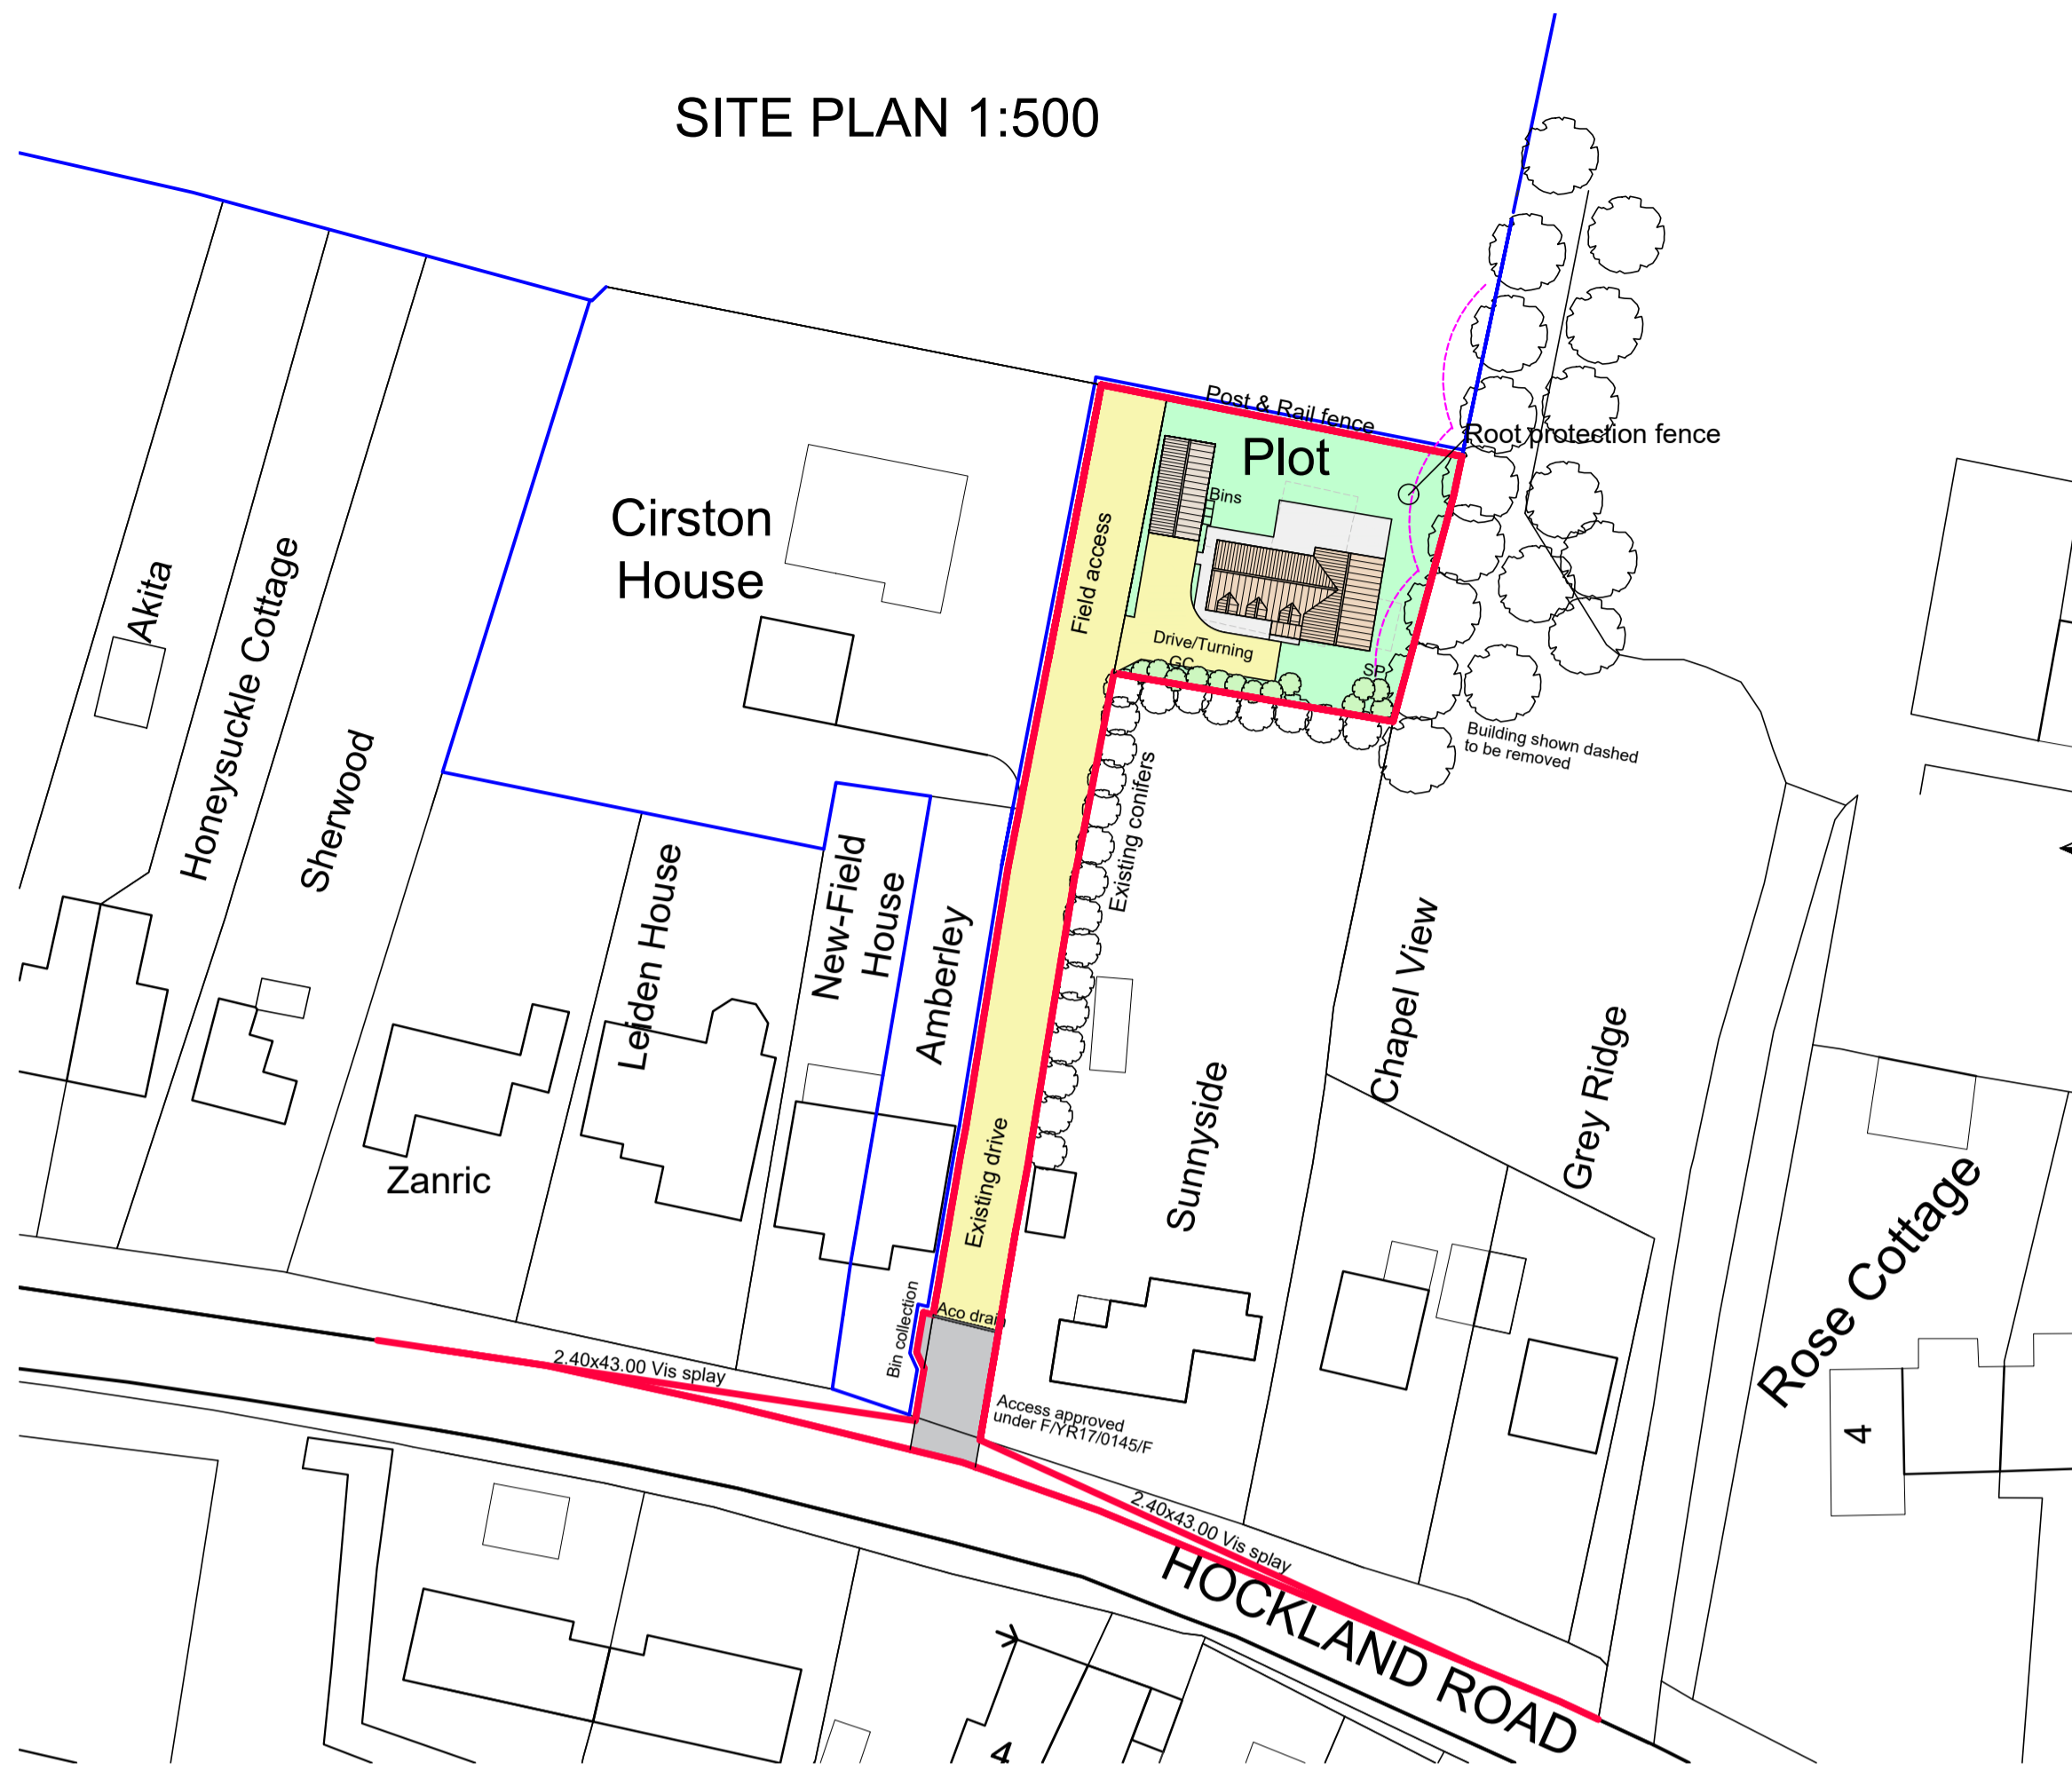 SITE PLAN 1:500
Post & Rail fence
Root protection fence
Plot
Bins
Cirston
House
Field access
Akita
Honeysuckle Cottage
Drive/Turning
GC
SP
Building shown dashed
to be removed
Sherwood
Existing conifers
Leiden House
New-Field
House
Amberley
Chapel View
Grey Ridge
Sunnyside
Zanric
Existing drive
Rose Cottage
Bin collection
Aco drain
2.40x43.00 Vis splay
Access approved
under F/YR17/0145/F
4
2.40x43.00 Vis splay
HOCKLAND ROAD
4